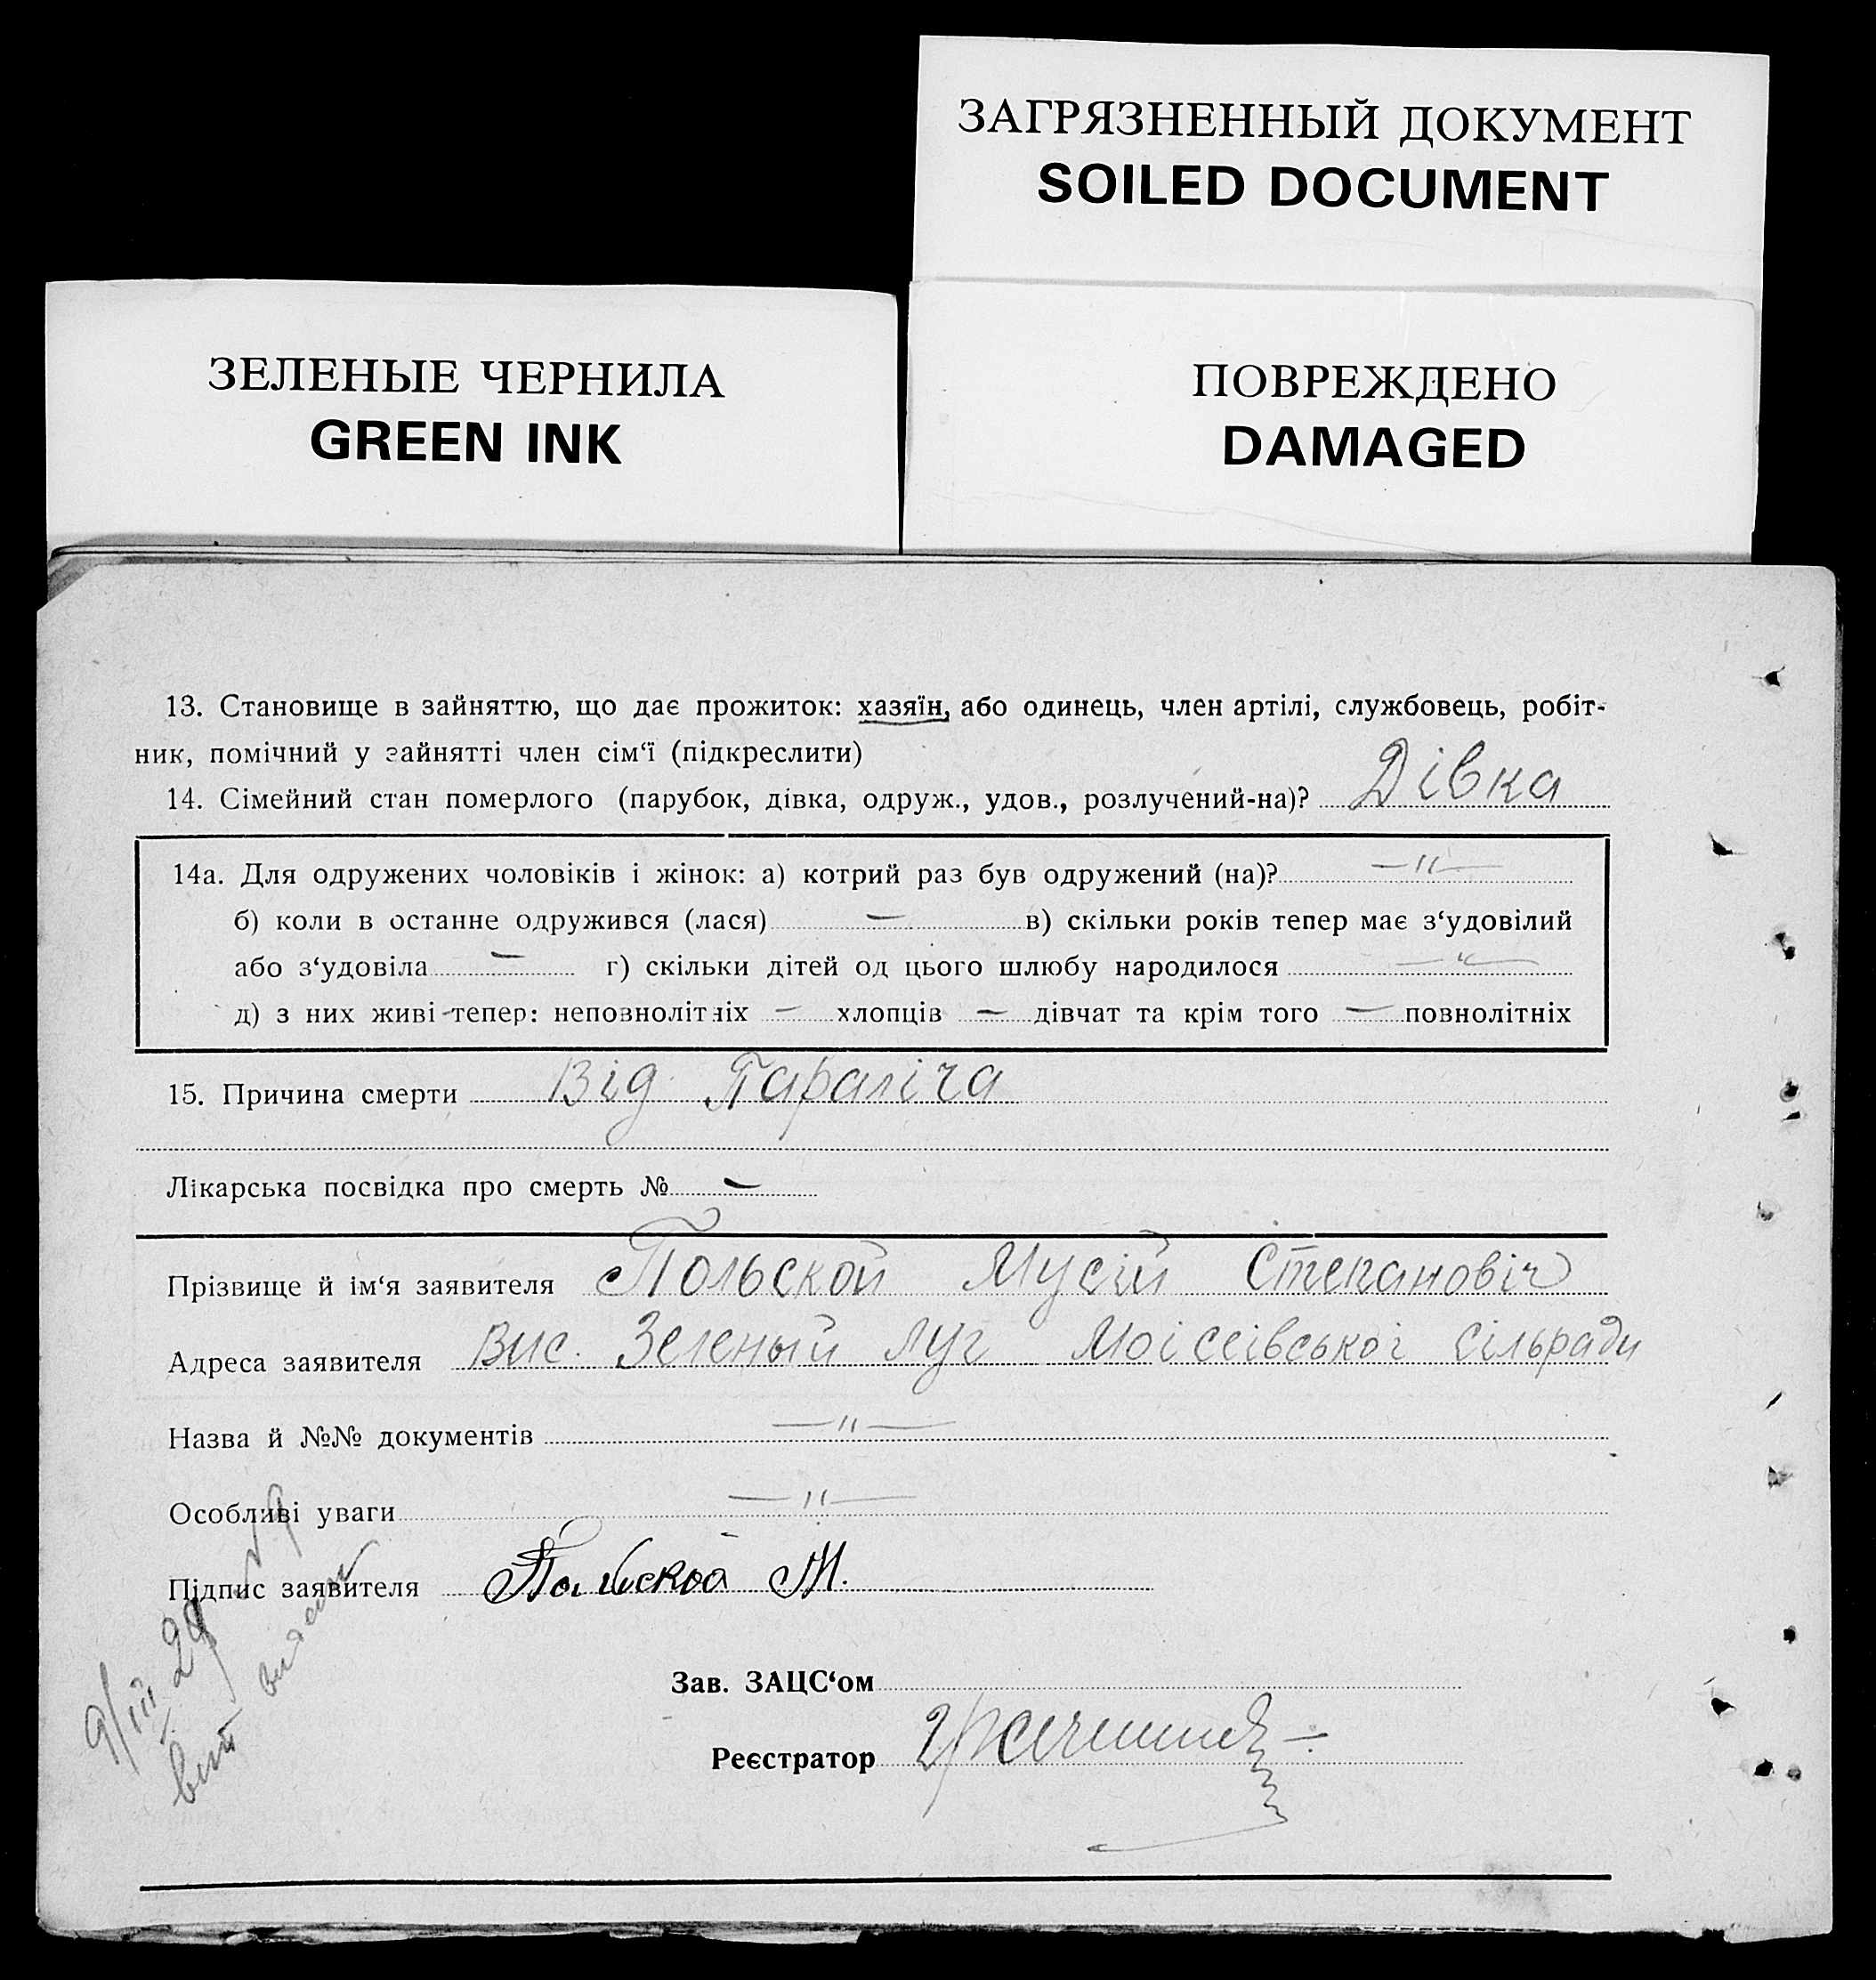 ЗАГРЯЗНЕННЫЙ ДОКУМЕНТ
SOILED DOCUMENT
ЗЕЛЕНЫЕ ЧЕРНИЛА
GREEN INK
ПОВРЕЖДЕНО
DAMAGED
13. Становище в зайняттю, що дає прожиток: хазяїн, або одинець, член артілі, службовець, робіт-
ник, помічний у зайнятті член сім‘ї (підкреслити)
14. Сімейний стан померлого (парубок, дівка, одруж., удов., розлучений-на)? Дівка
14а. Для одружених чоловіків і жінок: а) котрий раз був одружений (на)? —"—
б) коли в останне одружився (лася) — в) скільки років тепер має з‘удовілий
або з‘удовіла — г) скільки дітей од цього шлюбу народилося —"—
д) з них живі тепер: неповнолітніх — хлопців — дівчат та крім того — повнолітніх
15. Причина смерти Від Параліча
Лікарська посвідка про смерть № —
Прізвище й ім‘я заявителя Польской Мусій Степановіч
Адреса заявителя Вис. Зеленый Луг Моісеівської сільради
Назва й №№ документів —"—
Особливі уваги —"—
Підпис заявителя Польской М.
9/III 29
Зав. ЗАЦС‘ом
Реєстратор